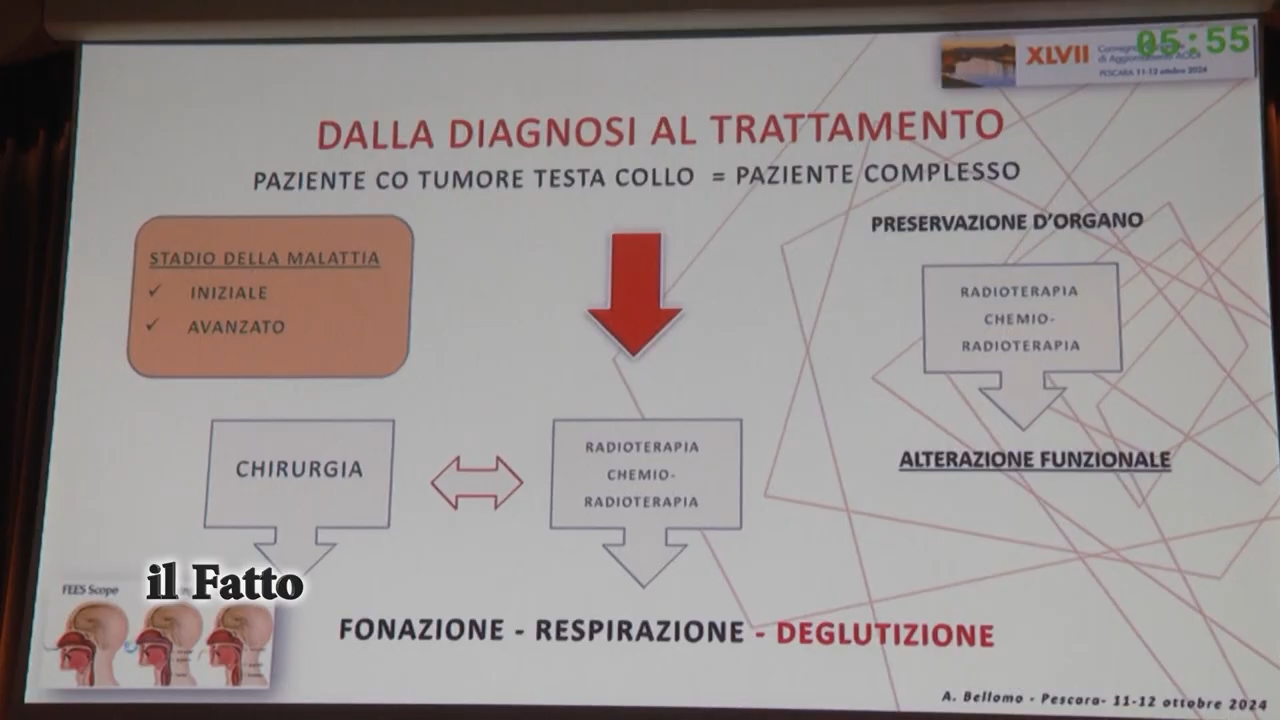 05:55
XLVII
PESCARA 11-12 ottobre 2024
DALLA DIAGNOSI AL TRATTAMENTO
PAZIENTE CO TUMORE TESTA COLLO = PAZIENTE COMPLESSO
STADIO DELLA MALATTIA
✓ INIZIALE
✓ AVANZATO
PRESERVAZIONE D'ORGANO
RADIOTERAPIA
CHEMIO-
RADIOTERAPIA
ALTERAZIONE FUNZIONALE
CHIRURGIA
RADIOTERAPIA
CHEMIO-
RADIOTERAPIA
FEES Scope
il Fatto
FONAZIONE - RESPIRAZIONE - DEGLUTIZIONE
A. Bellomo - Pescara- 11-12 ottobre 2024